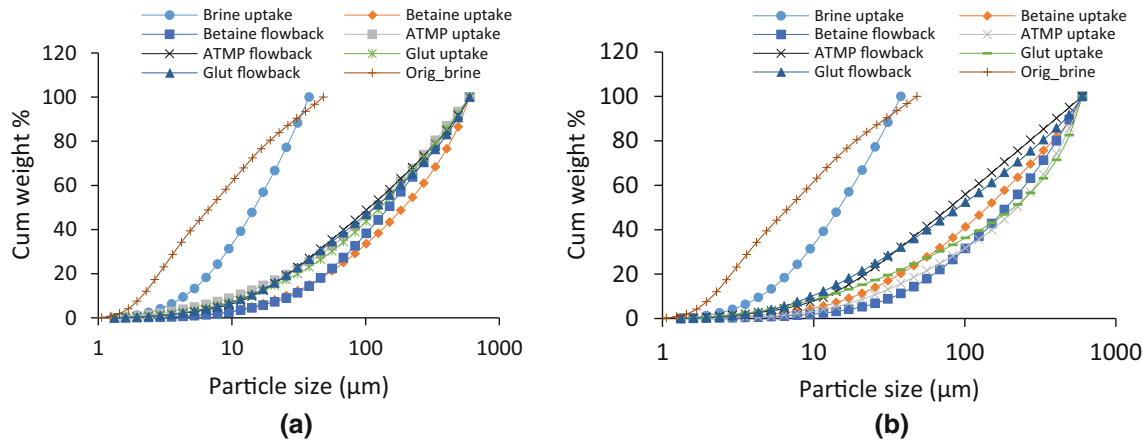 Brine uptake
Betaine uptake
Betaine flowback
ATMP uptake
ATMP flowback
Glut uptake
Glut flowback
Orig_brine
120
100
80
60
40
20
0
Cum weight %
1
10
100
1000
Particle size (µm)
(a)
Brine uptake
Betaine uptake
Betaine flowback
ATMP uptake
ATMP flowback
Glut uptake
Glut flowback
Orig_brine
120
100
80
60
40
20
0
Cum weight %
1
10
100
1000
Particle size (µm)
(b)